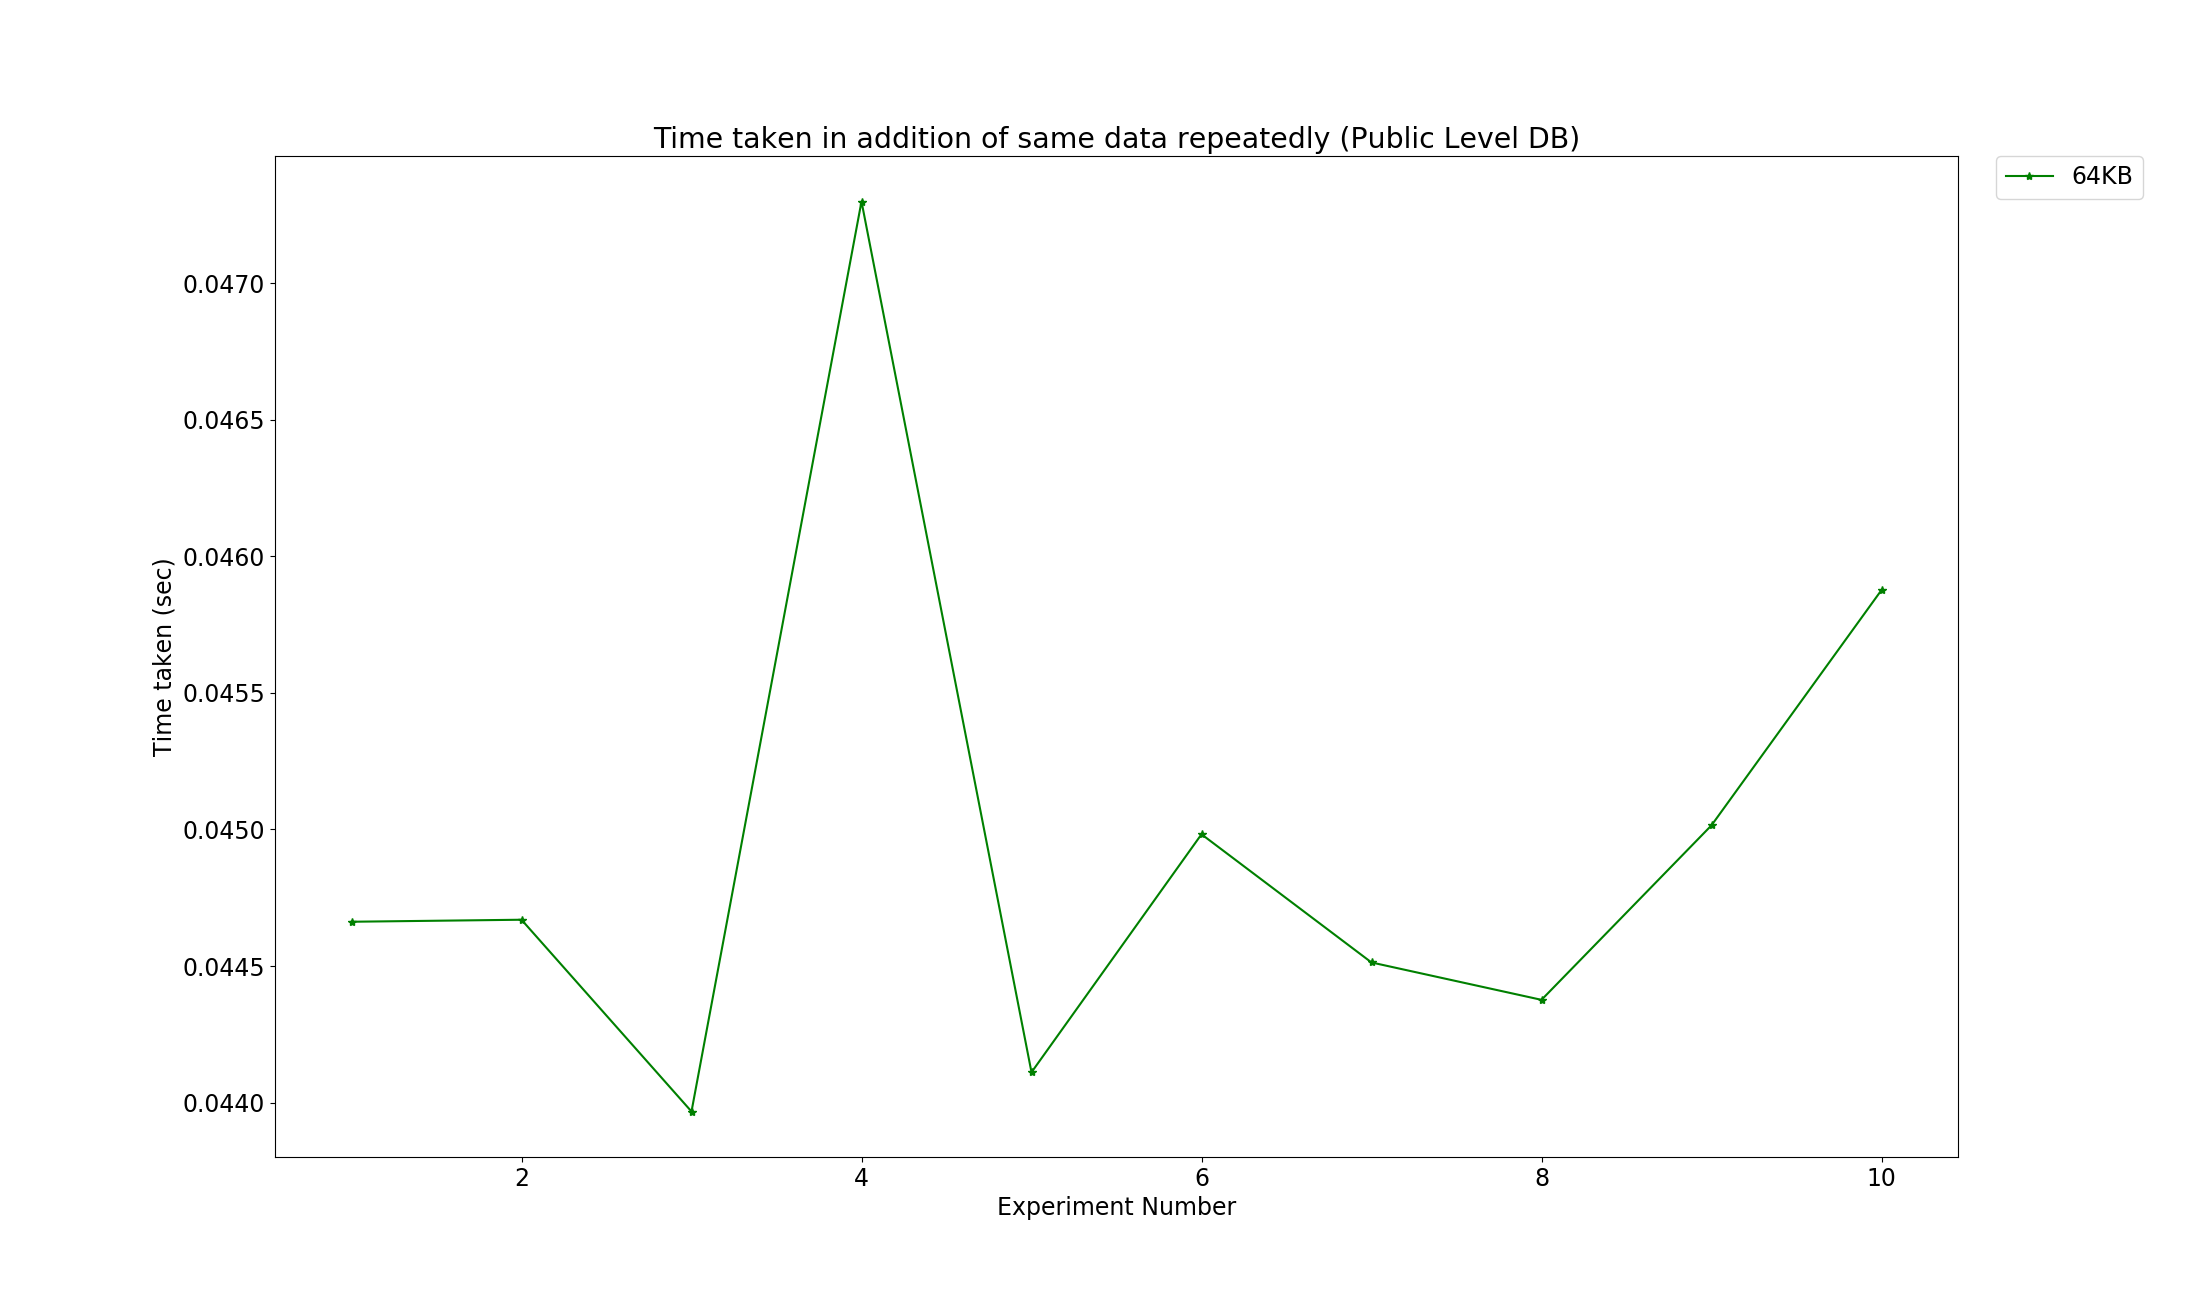 Time taken in addition of same data repeatedly (Public Level DB)
64KB
0.0470
0.0465
0.0460
0.0455
0.0450
0.0445
0.0440
Time taken (sec)
2 4 6 8 10
Experiment Number